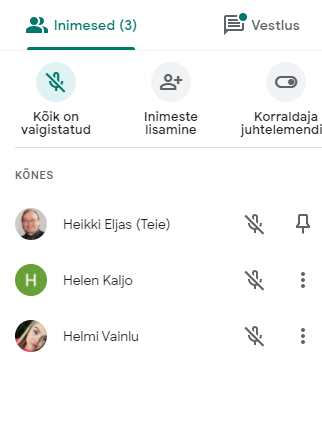 Inimesed (3)
Vestlus
Kõik on
vaigistatud
Inimeste
lisamine
Korraldaja
juhtelemendi
KÕNES
Heikki Eljas (Teie)
H
Helen Kaljo
Helmi Vainlu